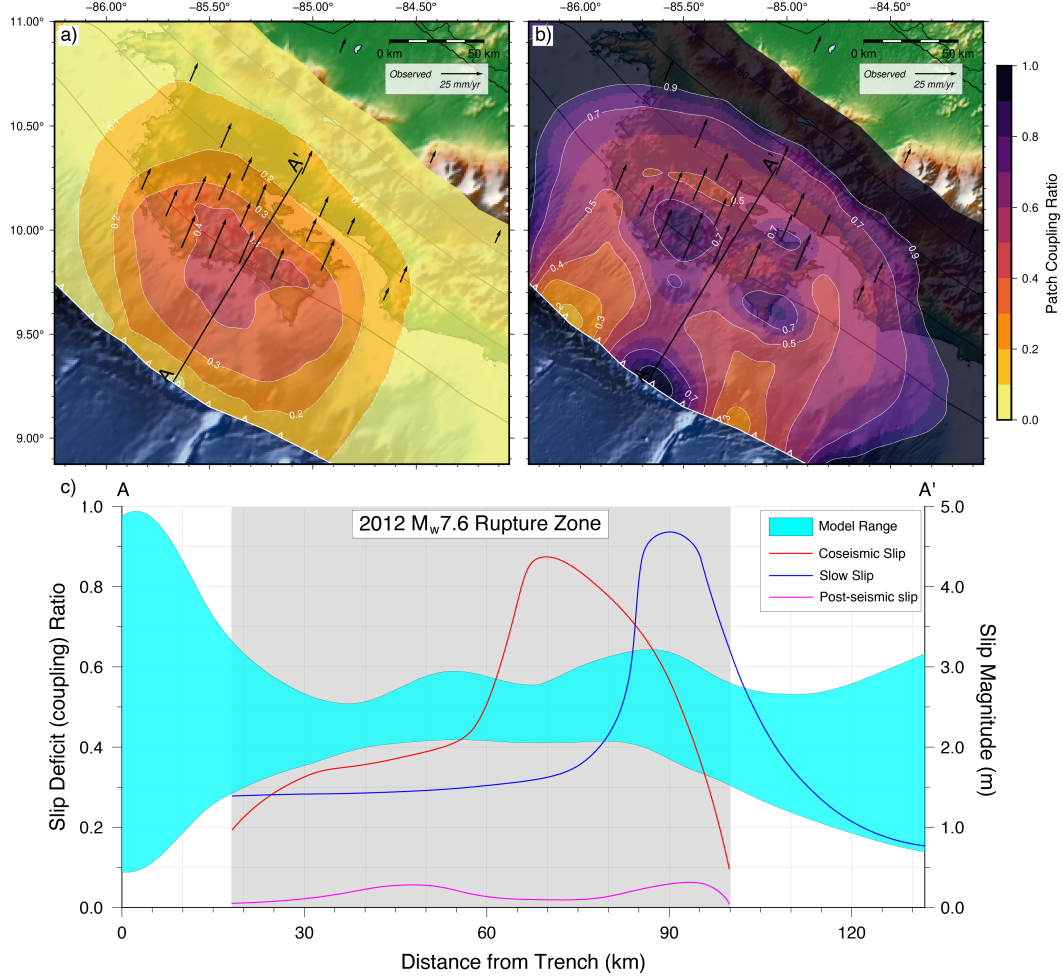 −86.00° −85.50° −85.00° −84.50° −86.00° −85.50° −85.00° −84.50°
11.00°
10.50°
10.00°
9.50°
9.00°
a)
0 km 50 km
Observed
25 mm/yr
0.1
0.2
0.3
0.4
0.1
0.2
0.3
0.2
A'
A
b)
0 km 50 km
Observed
25 mm/yr
0.9
0.7
0.5
0.5
0.7
0.7
0.7
0.9
0.4
0.3
0.7
0.5
0.7
A'
1.0
0.8
0.6
0.4
0.2
0.0
Patch Coupling Ratio
c)
A
A'
2012 Mw7.6 Rupture Zone
Model Range
Coseismic Slip
Slow Slip
Post-seismic slip
1.0
0.8
0.6
0.4
0.2
0.0
Slip Deficit (coupling) Ratio
5.0
4.0
3.0
2.0
1.0
0.0
Slip Magnitude (m)
0 30 60 90 120
Distance from Trench (km)